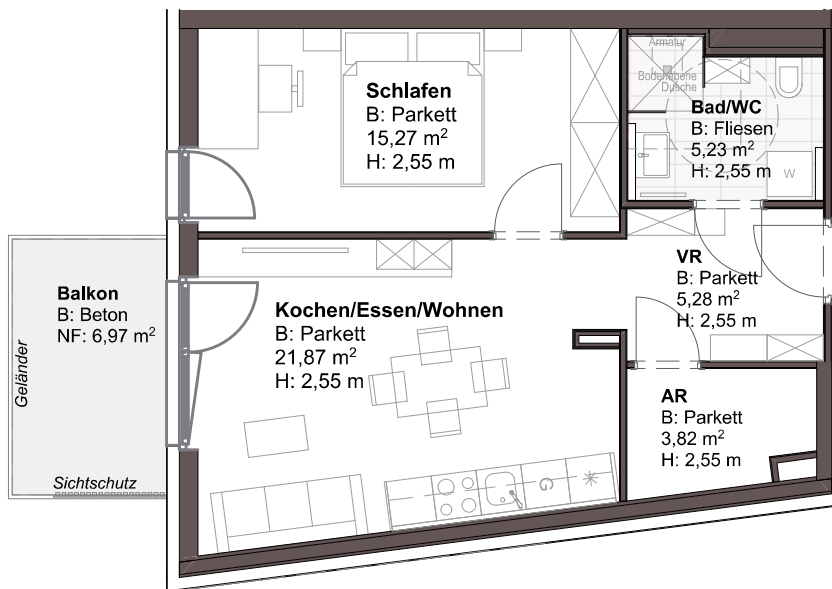 Schlafen
B: Parkett
15,27 m²
H: 2,55 m
Armatur
Bodenebene
Dusche
Bad/WC
B: Fliesen
5,23 m²
H: 2,55 m
W
VR
B: Parkett
5,28 m²
H: 2,55 m
Balkon
B: Beton
NF: 6,97 m²
Geländer
Sichtschutz
Kochen/Essen/Wohnen
B: Parkett
21,87 m²
H: 2,55 m
AR
B: Parkett
3,82 m²
H: 2,55 m
G